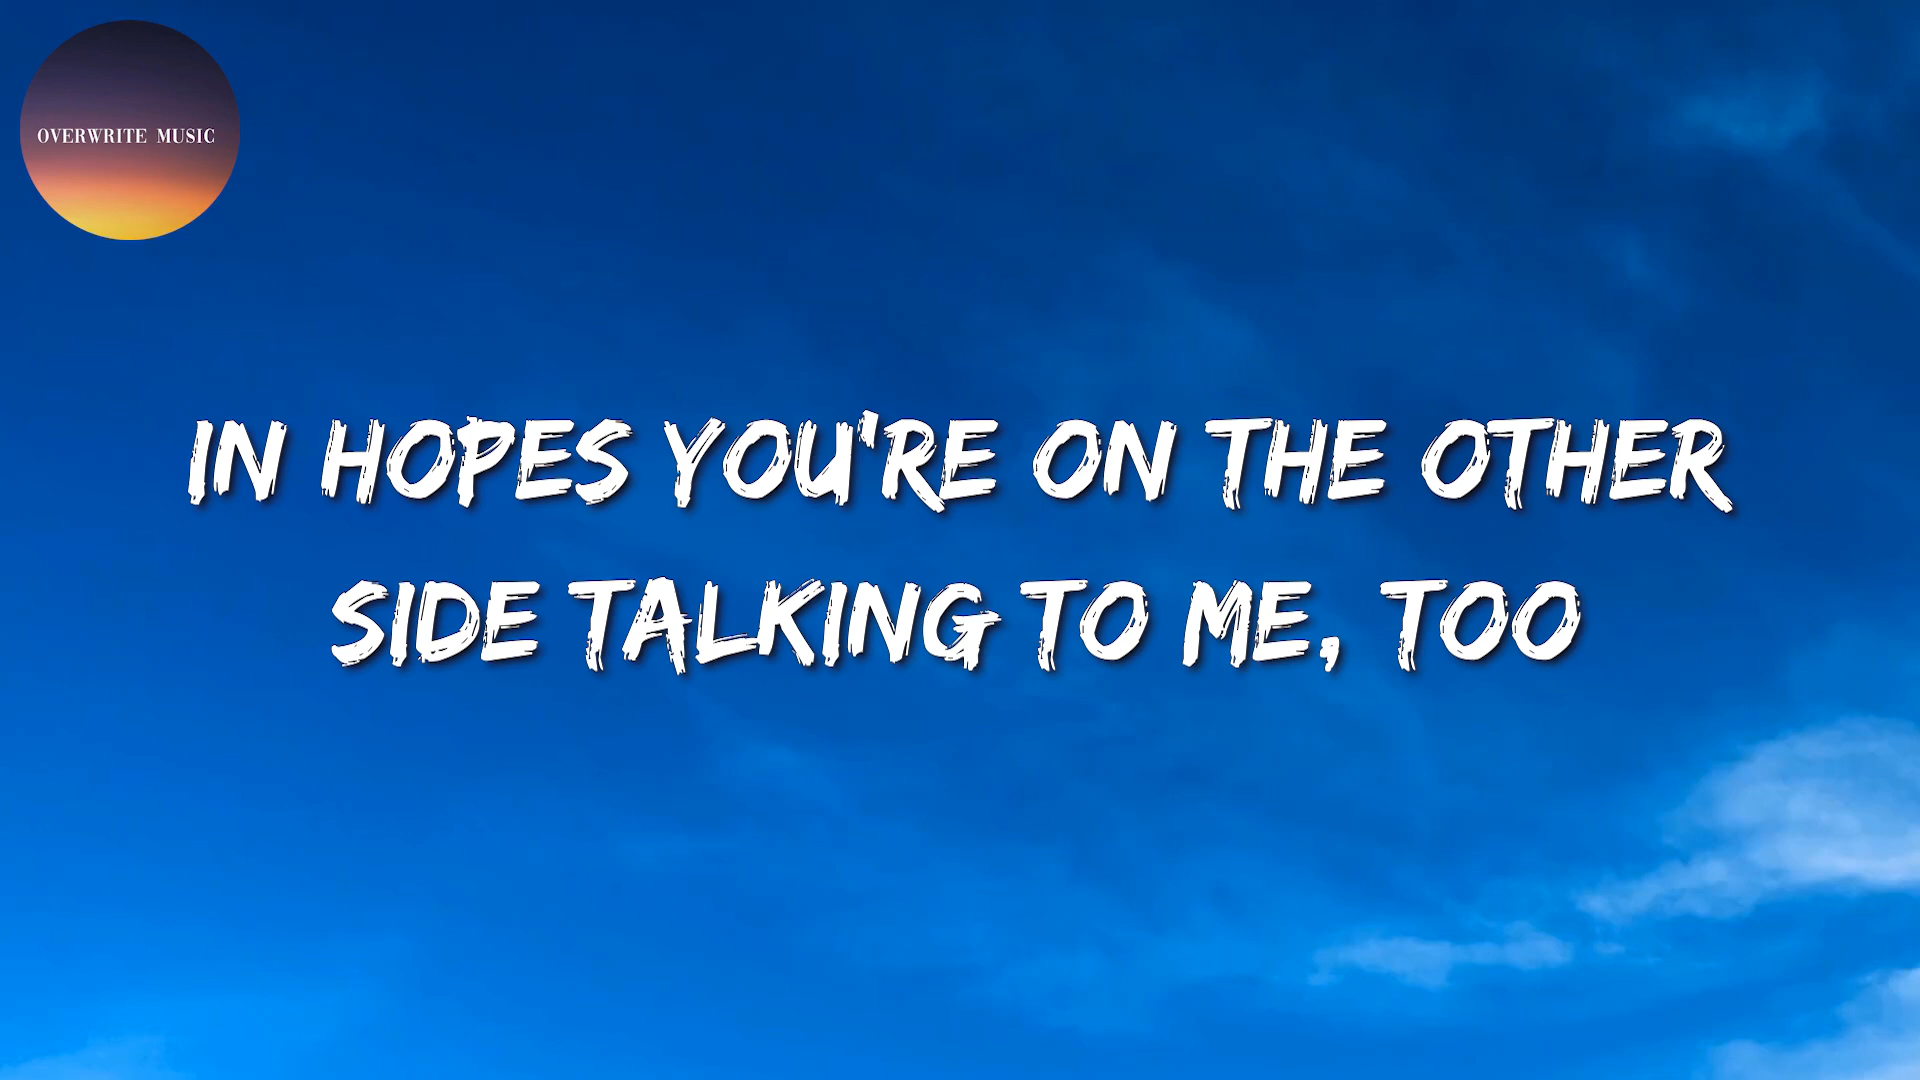 OVERWRITE MUSIC
IN HOPES YOU'RE ON THE OTHER
SIDE TALKING TO ME, TOO